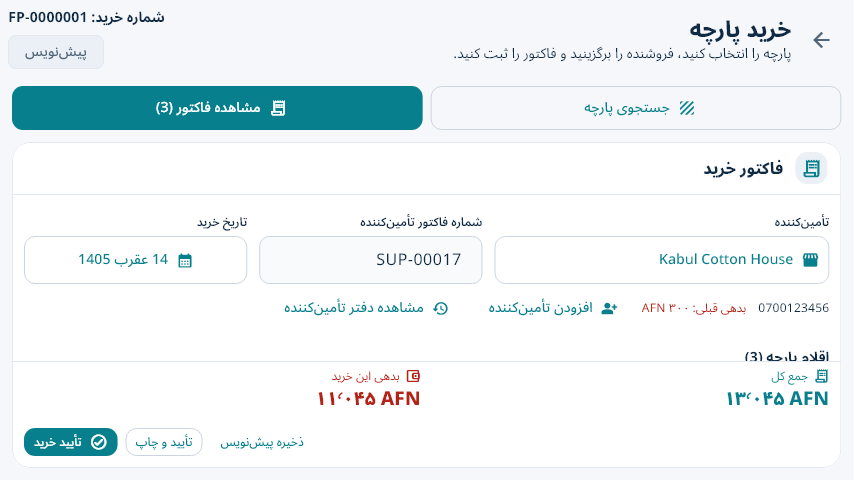 خرید پارچه
شماره خرید: FP-0000001
پارچه را انتخاب کنید، فروشنده را برگزینید و فاکتور را ثبت کنید.
پیش‌نویس
جستجوی پارچه
مشاهده فاکتور (3)
فاکتور خرید
تأمین‌کننده
شماره فاکتور تأمین‌کننده
تاریخ خرید
Kabul Cotton House
SUP-00017
14 عقرب 1405
0700123456
بدهی قبلی: ۳۰۰ AFN
افزودن تأمین‌کننده
مشاهده دفتر تأمین‌کننده
اقلام پارچه (3)
جمع کل
بدهی این خرید
۱۳٬۰۴۵ AFN
۱۱٬۰۴۵ AFN
ذخیره پیش‌نویس
تأیید و چاپ
تأیید خرید